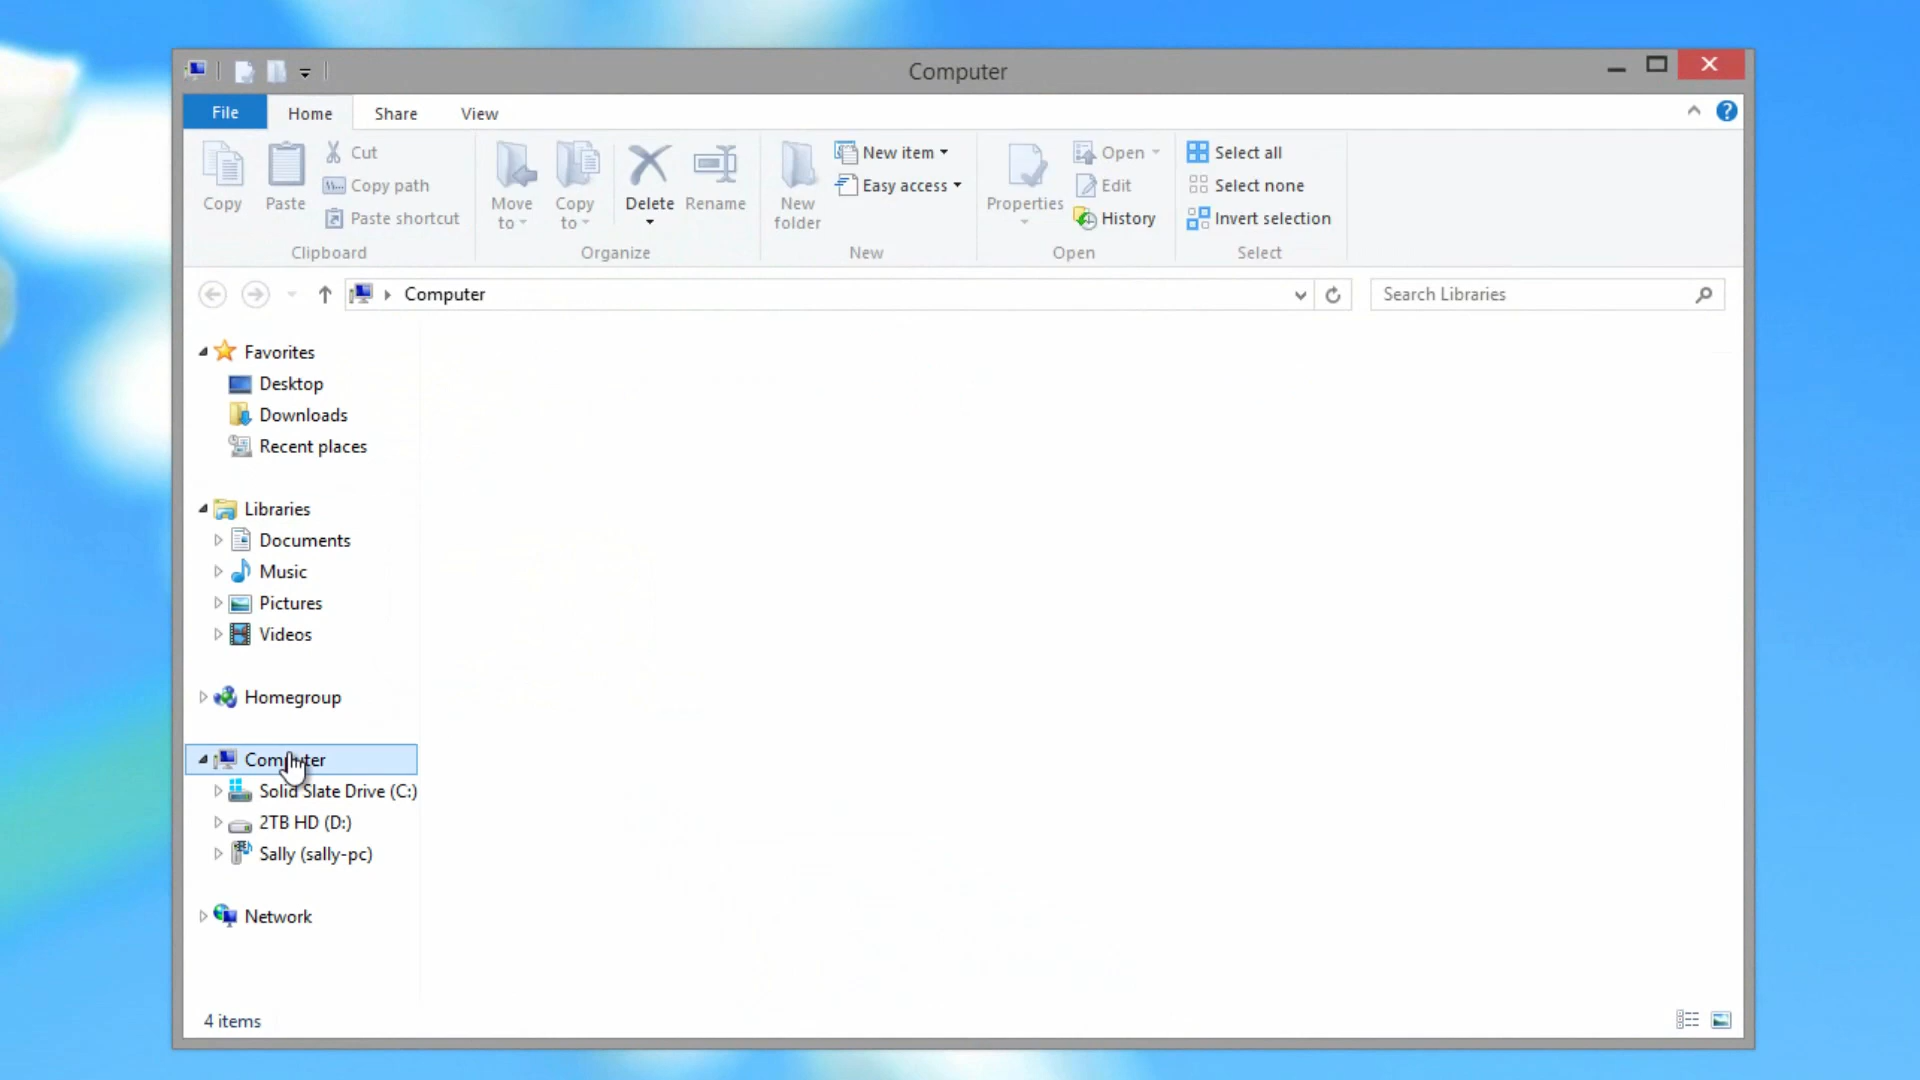 Computer
File Home Share View
Copy
Paste
Cut
Copy path
Paste shortcut
Clipboard
Move to
Copy to
Delete
Rename
Organize
New folder
New item
Easy access
New
Properties
Open
Edit
History
Open
Select all
Select none
Invert selection
Select
Computer
Search Libraries
Favorites
Desktop
Downloads
Recent places
Libraries
Documents
Music
Pictures
Videos
Homegroup
Computer
Solid Slate Drive (C:)
2TB HD (D:)
Sally (sally-pc)
Network
4 items